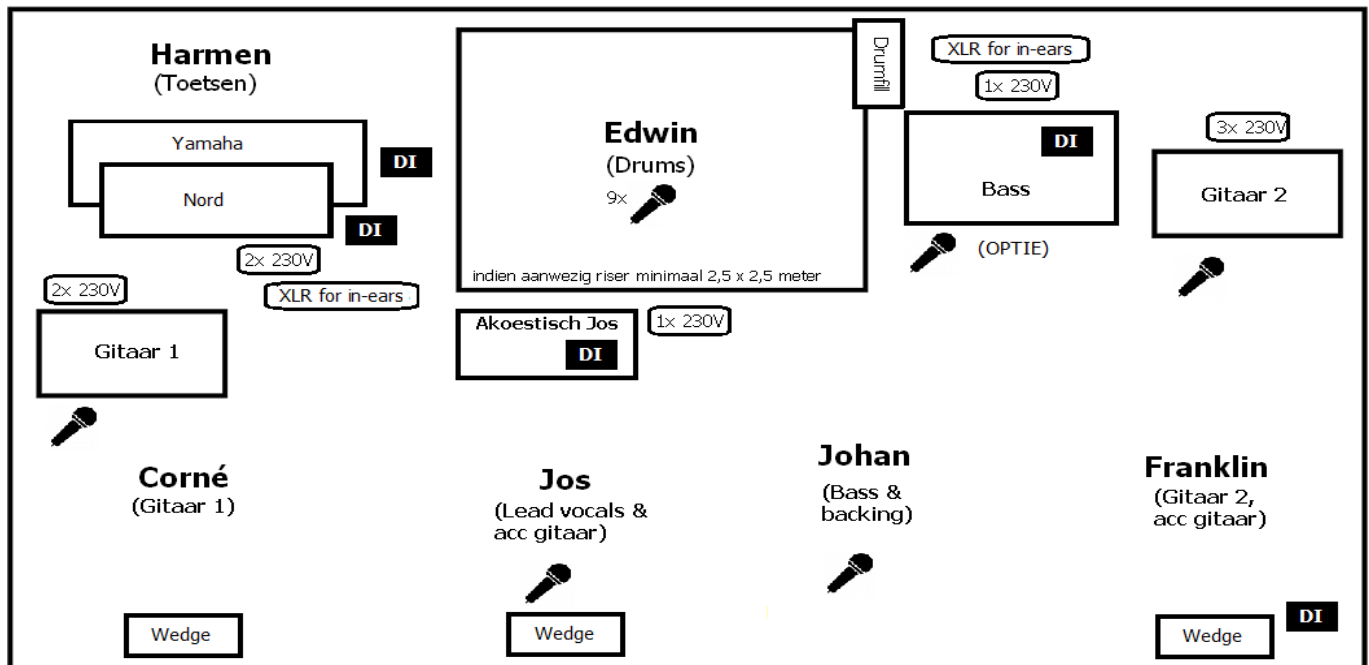 Harmen
(Toetsen)
Yamaha
DI
Nord
DI
2x 230V
XLR for in-ears
2x 230V
Gitaar 1
Edwin
(Drums)
9x
indien aanwezig riser minimaal 2,5 x 2,5 meter
Drumfill
XLR for in-ears
1x 230V
DI
Bass
(OPTIE)
3x 230V
Gitaar 2
Akoestisch Jos
DI
1x 230V
Corné
(Gitaar 1)
Wedge
Jos
(Lead vocals &
acc gitaar)
Wedge
Johan
(Bass &
backing)
Franklin
(Gitaar 2,
acc gitaar)
DI
Wedge